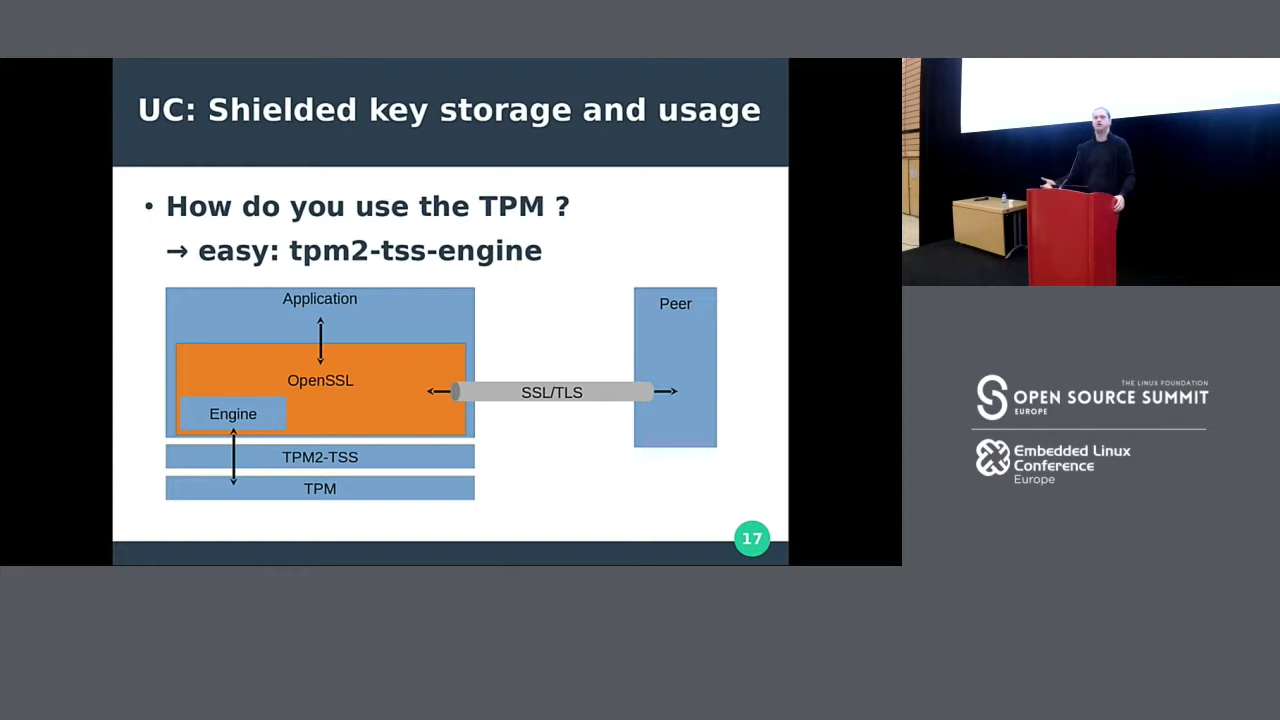 UC: Shielded key storage and usage
• How do you use the TPM ?
→ easy: tpm2-tss-engine
Application
OpenSSL
Engine
TPM2-TSS
TPM
SSL/TLS
Peer
17
THE LINUX FOUNDATION
OPEN SOURCE SUMMIT
EUROPE
Embedded Linux
Conference
Europe